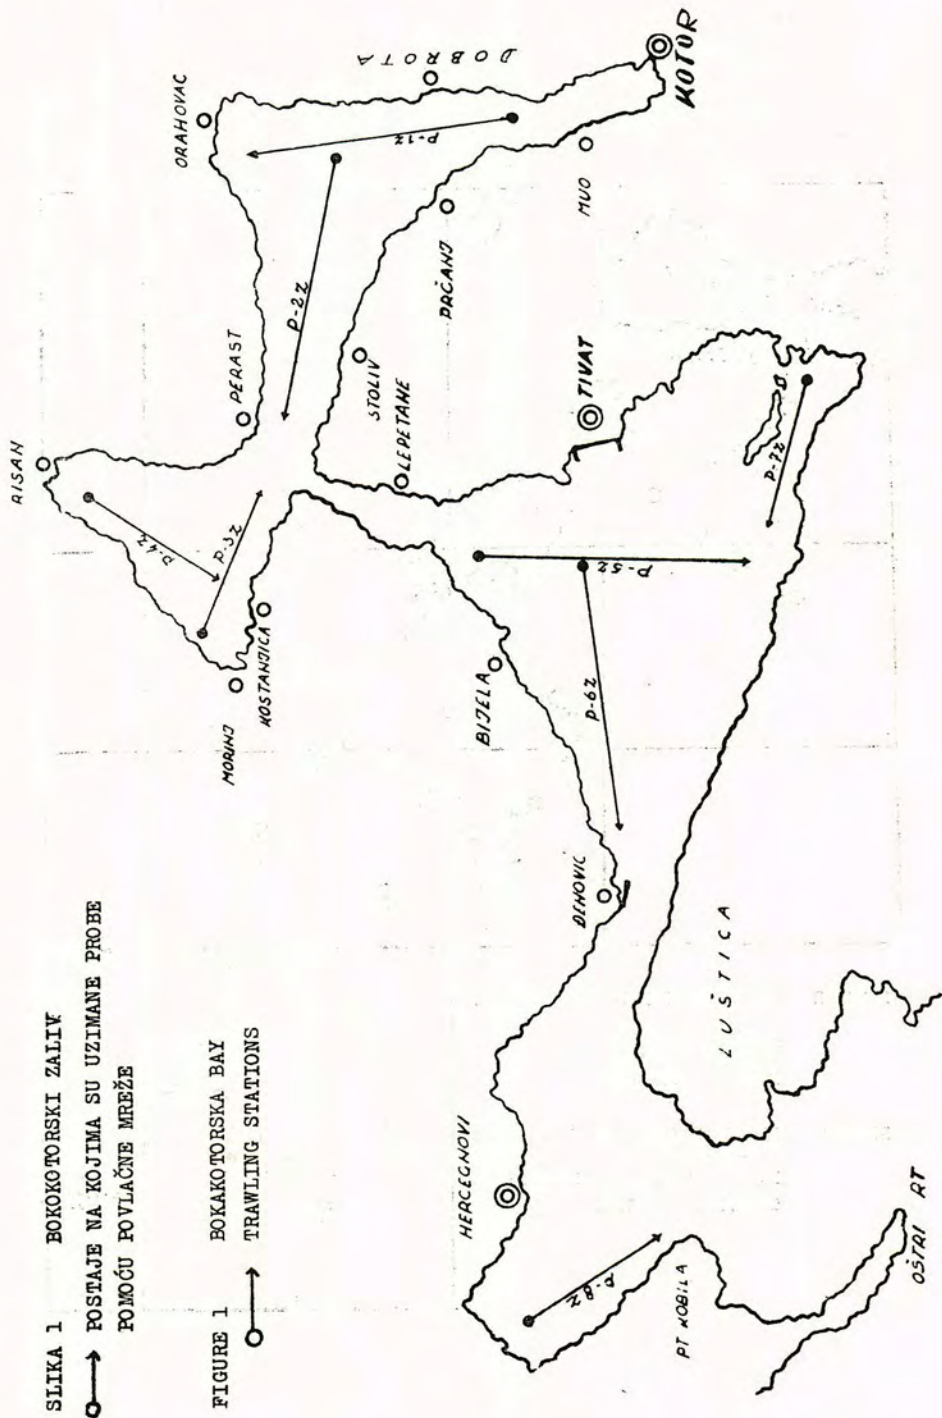 SLIKA 1 BOKOKOTORSKI ZALIV
POSTAJE NA KOJIMA SU UZIMANE PROBE
POMOĆU POVLAČNE MREŽE
FIGURE 1 BOKAKOTORSKA BAY
TRAWLING STATIONS
RISAN
ORAHOVAC
DOBROTA
KOTOR
PERAST
P-1Z
P-2Z
MUO
PRČANJ
STOLIV
LEPETANE
TIVAT
P-4Z
P-3Z
MORINJ
KOSTANJICA
BIJELA
P-5Z
P-6Z
P-7Z
ĐENOVIĆ
LUŠTICA
HERCEGNOVI
P-8Z
PT KOBILA
OŠTRI RT